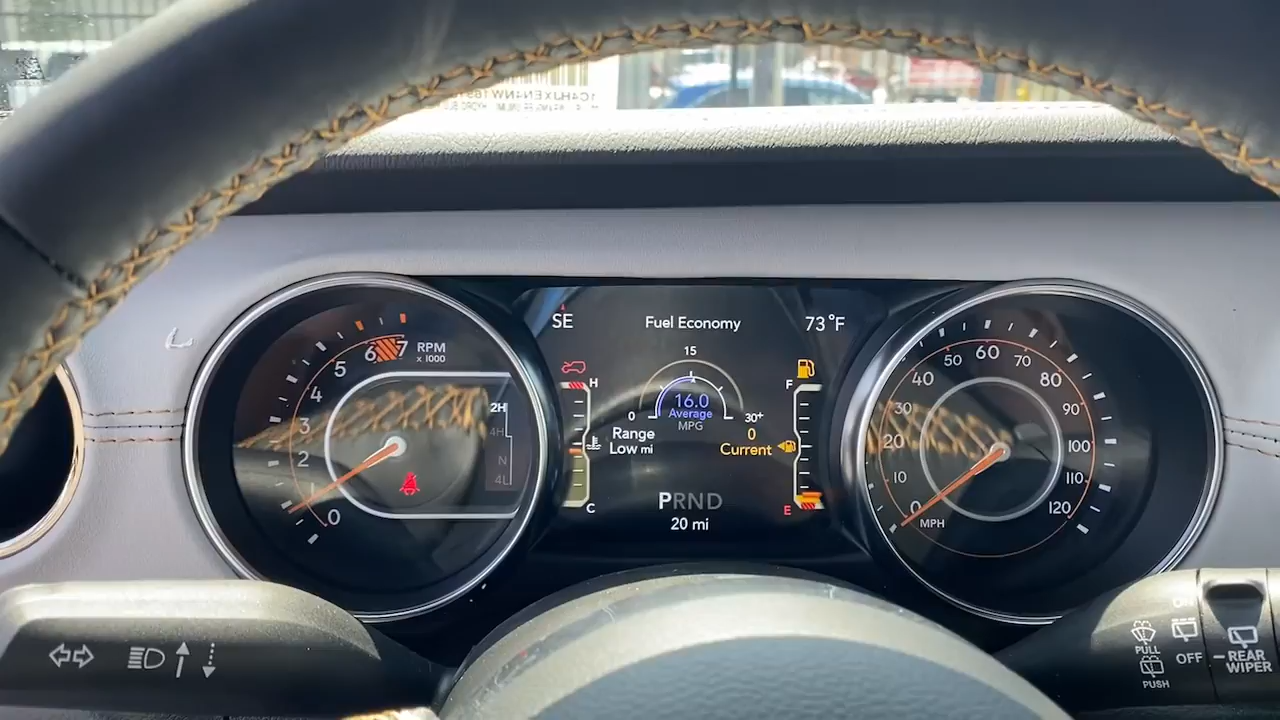 SE
Fuel Economy
73°F
15
16.0
Average
MPG
0
30+
Range
Low mi
0
Current
PRND
20 mi
H
C
F
E
7
6
5
4
3
2
1
0
RPM
x 1000
2H
4H
N
4L
0
10
20
30
40
50
60
70
80
90
100
110
120
MPH
PULL
PUSH
OFF
REAR
WIPER